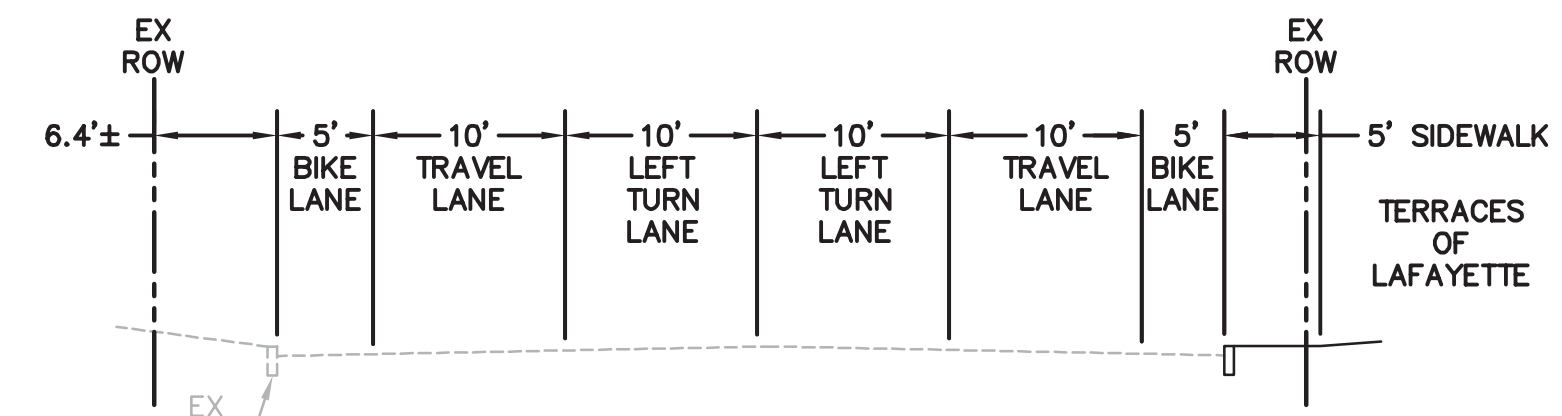 EX
ROW
EX
ROW
6.4'±
5'
BIKE
LANE
10'
TRAVEL
LANE
10'
LEFT
TURN
LANE
10'
LEFT
TURN
LANE
10'
TRAVEL
LANE
5'
BIKE
LANE
5' SIDEWALK
TERRACES
OF
LAFAYETTE
EX